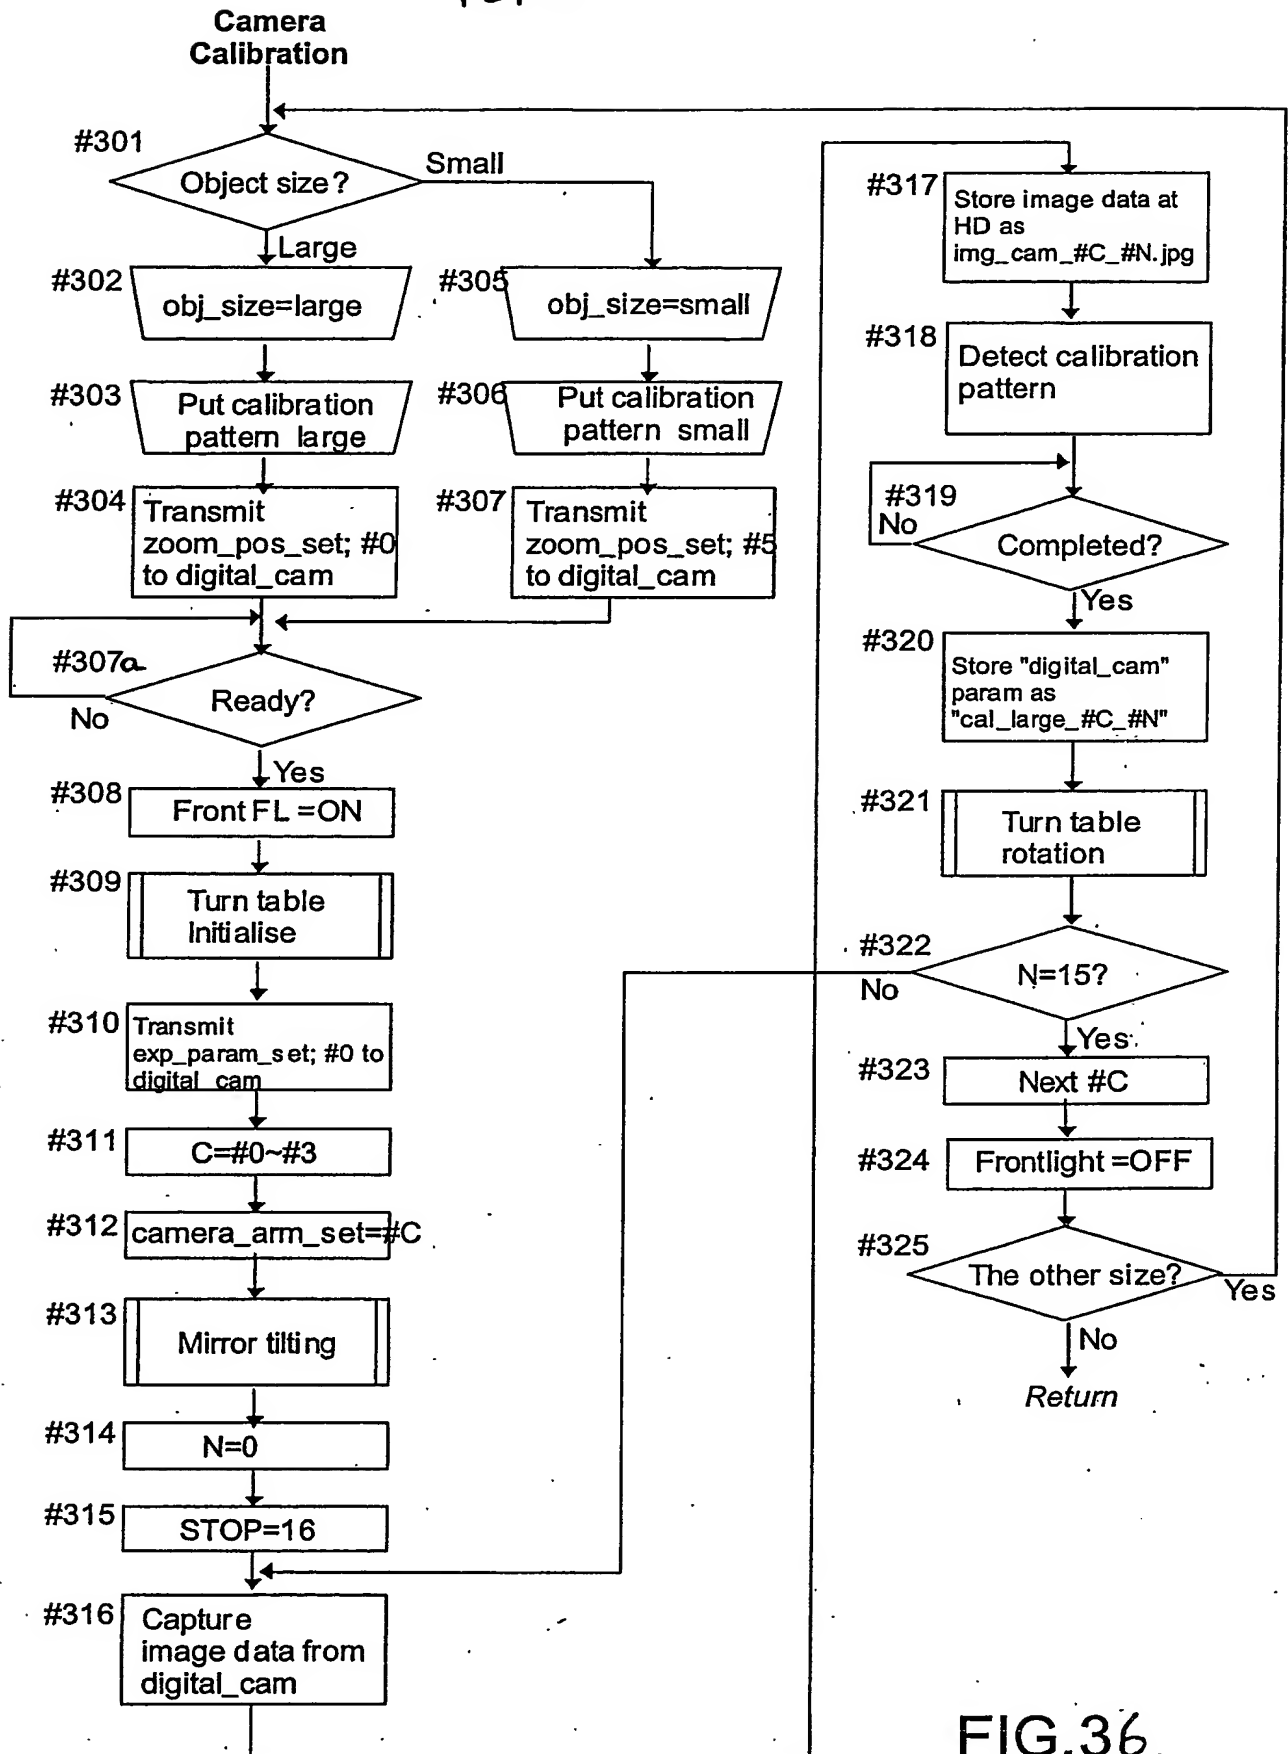 Camera
Calibration
#301
Object size?
Small
Large
#302
obj_size=large
#305
obj_size=small
#303
Put calibration
pattern large
#306
Put calibration
pattern small
#304
Transmit
zoom_pos_set; #0
to digital_cam
#307
Transmit
zoom_pos_set; #5
to digital_cam
#307a
Ready?
No
Yes
#308
Front FL =ON
#309
Turn table
Initialise
#310
Transmit
exp_param_set; #0 to
digital_cam
#311
C=#0~#3
#312
camera_arm_set=#C
#313
Mirror tilting
#314
N=0
#315
STOP=16
#316
Capture
image data from
digital_cam
#317
Store image data at
HD as
img_cam_#C_#N.jpg
#318
Detect calibration
pattern
#319
No
Completed?
Yes
#320
Store "digital_cam"
param as
"cal_large_#C_#N"
#321
Turn table
rotation
#322
N=15?
No
Yes
#323
Next #C
#324
Frontlight =OFF
#325
The other size?
Yes
No
Return
FIG.36